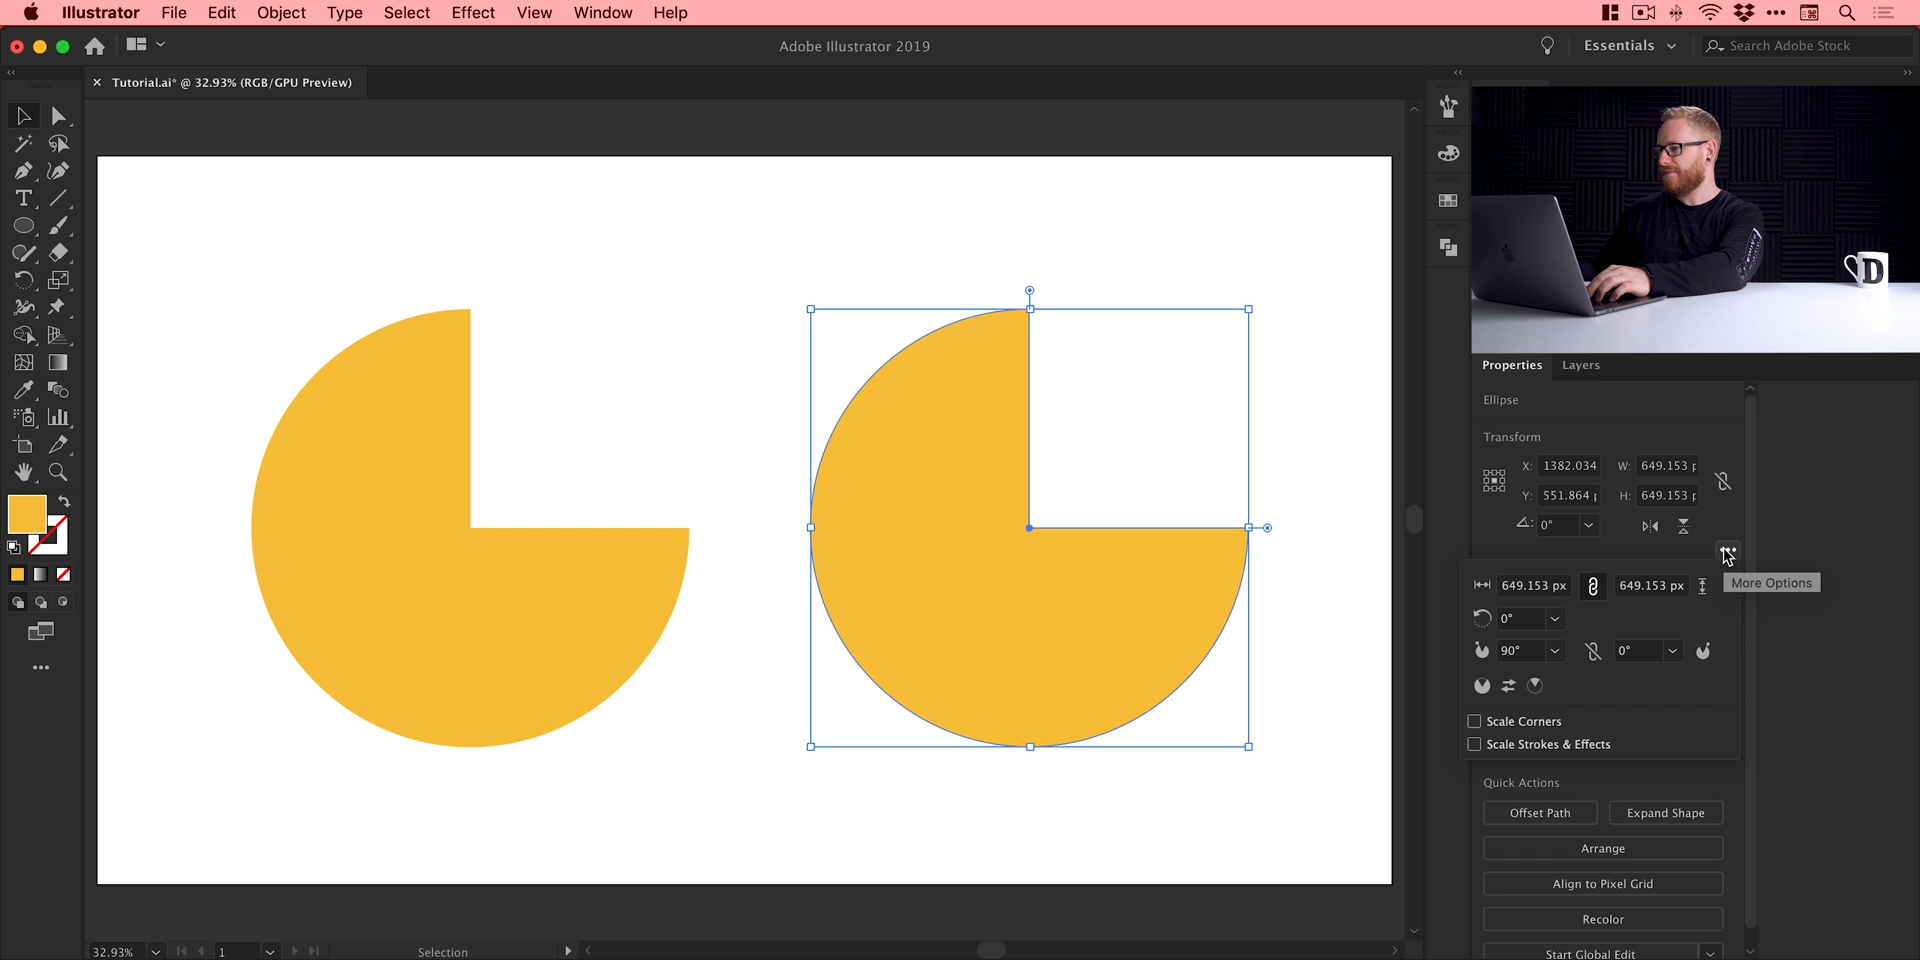 Illustrator File Edit Object Type Select Effect View Window Help
Adobe Illustrator 2019
Essentials
Search Adobe Stock
× Tutorial.ai* @ 32.93% (RGB/GPU Preview)
D
Properties Layers
Ellipse
Transform
X: 1382.034 W: 649.153 p
Y: 551.864 p H: 649.153 p
0°
649.153 px 649.153 px
More Options
0°
90° 0°
Scale Corners
Scale Strokes & Effects
Quick Actions
Offset Path Expand Shape
Arrange
Align to Pixel Grid
Recolor
Start Global Edit
32.93% 1 Selection